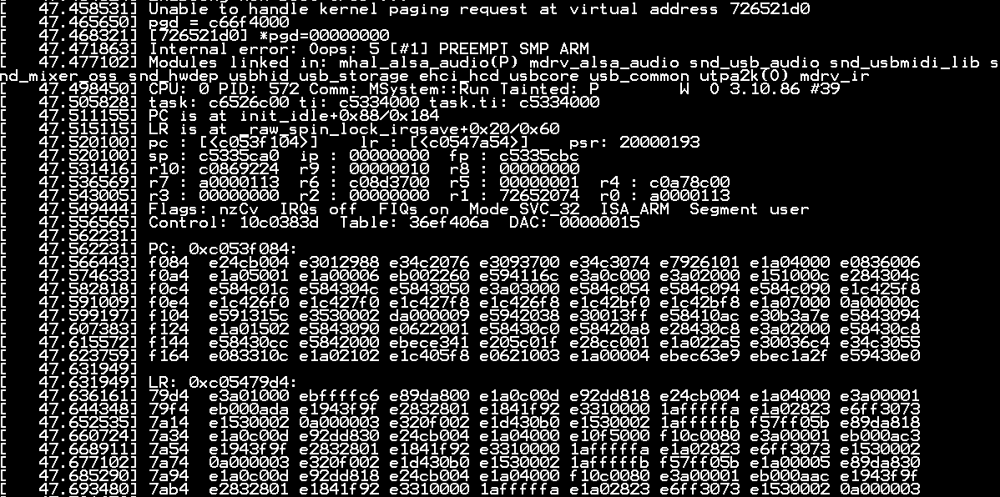 [   47.458531] Unable to handle kernel paging request at virtual address 726521d0
[   47.465650] pgd = c66f4000
[   47.468321] [726521d0] *pgd=00000000
[   47.471863] Internal error: Oops: 5 [#1] PREEMPT SMP ARM
[   47.477102] Modules linked in: mhal_alsa_audio(P) mdrv_alsa_audio snd_usb_audio snd_usbmidi_lib s
nd_mixer_oss snd_hwdep usbhid usb_storage ehci_hcd usbcore usb_common utpa2k(O) mdrv_ir
[   47.498450] CPU: 0 PID: 572 Comm: MSystem::Run Tainted: P        W  O 3.10.86 #39
[   47.505828] task: c6526c00 ti: c5334000 task.ti: c5334000
[   47.511155] PC is at init_idle+0x88/0x184
[   47.515115] LR is at _raw_spin_lock_irqsave+0x20/0x60
[   47.520100] pc : [<c053f104>]    lr : [<c0547a54>]    psr: 20000193
[   47.520100] sp : c5335ca0  ip : 00000000  fp : c5335cbc
[   47.531416] r10: c0869224  r9 : 00000010  r8 : 00000000
[   47.536569] r7 : a0000113  r6 : c08d3700  r5 : 00000001  r4 : c0a78c00
[   47.543005] r3 : 00000000  r2 : 00000000  r1 : 72652074  r0 : a0000113
[   47.549444] Flags: nzCv  IRQs off  FIQs on  Mode SVC_32  ISA ARM  Segment user
[   47.556565] Control: 10c0383d  Table: 36ef406a  DAC: 00000015
[   47.562231]
[   47.562231] PC: 0xc053f084:
[   47.566443] f084  e24cb004 e3012988 e34c2076 e3093700 e34c3074 e7926101 e1a04000 e0836006
[   47.574633] f0a4  e1a05001 e1a00006 eb002260 e594116c e3a0c000 e3a02000 e151000c e284304c
[   47.582818] f0c4  e584c01c e584304c e5843050 e3a03000 e584c054 e584c094 e584c090 e1c425f8
[   47.591009] f0e4  e1c426f0 e1c427f0 e1c427f8 e1c426f8 e1c42bf0 e1c42bf8 e1a07000 0a00000c
[   47.599197] f104  e591315c e3530002 da000009 e5942038 e30013ff e58410ac e30b3a7e e5843094
[   47.607383] f124  e1a01502 e5843090 e0622001 e58430c0 e58420a8 e28430c8 e3a02000 e58430c8
[   47.615572] f144  e58430cc e5842000 ebece341 e205c01f e28cc001 e1a022a5 e30036c4 e34c3055
[   47.623759] f164  e083310c e1a02102 e1c405f8 e0621003 e1a00004 ebec63e9 ebec1a2f e59430e0
[   47.631949]
[   47.631949] LR: 0xc05479d4:
[   47.636161] 79d4  e3a01000 ebffffc6 e89da800 e1a0c00d e92dd818 e24cb004 e1a04000 e3a00001
[   47.644348] 79f4  eb000ada e1943f9f e2832801 e1841f92 e3310000 1afffffa e1a02823 e6ff3073
[   47.652535] 7a14  e1530002 0a000003 e320f002 e1d430b0 e1530002 1afffffb f57ff05b e89da818
[   47.660724] 7a34  e1a0c00d e92dd830 e24cb004 e1a04000 e10f5000 f10c0080 e3a00001 eb000ac3
[   47.668911] 7a54  e1943f9f e2832801 e1841f92 e3310000 1afffffa e1a02823 e6ff3073 e1530002
[   47.677102] 7a74  0a000003 e320f002 e1d430b0 e1530002 1afffffb f57ff05b e1a00005 e89da830
[   47.685290] 7a94  e1a0c00d e92dd818 e24cb004 e1a04000 f10c0080 e3a00001 eb000aac e1943f9f
[   47.693480] 7ab4  e2832801 e1841f92 e3310000 1afffffa e1a02823 e6ff3073 e1530002 0a000003